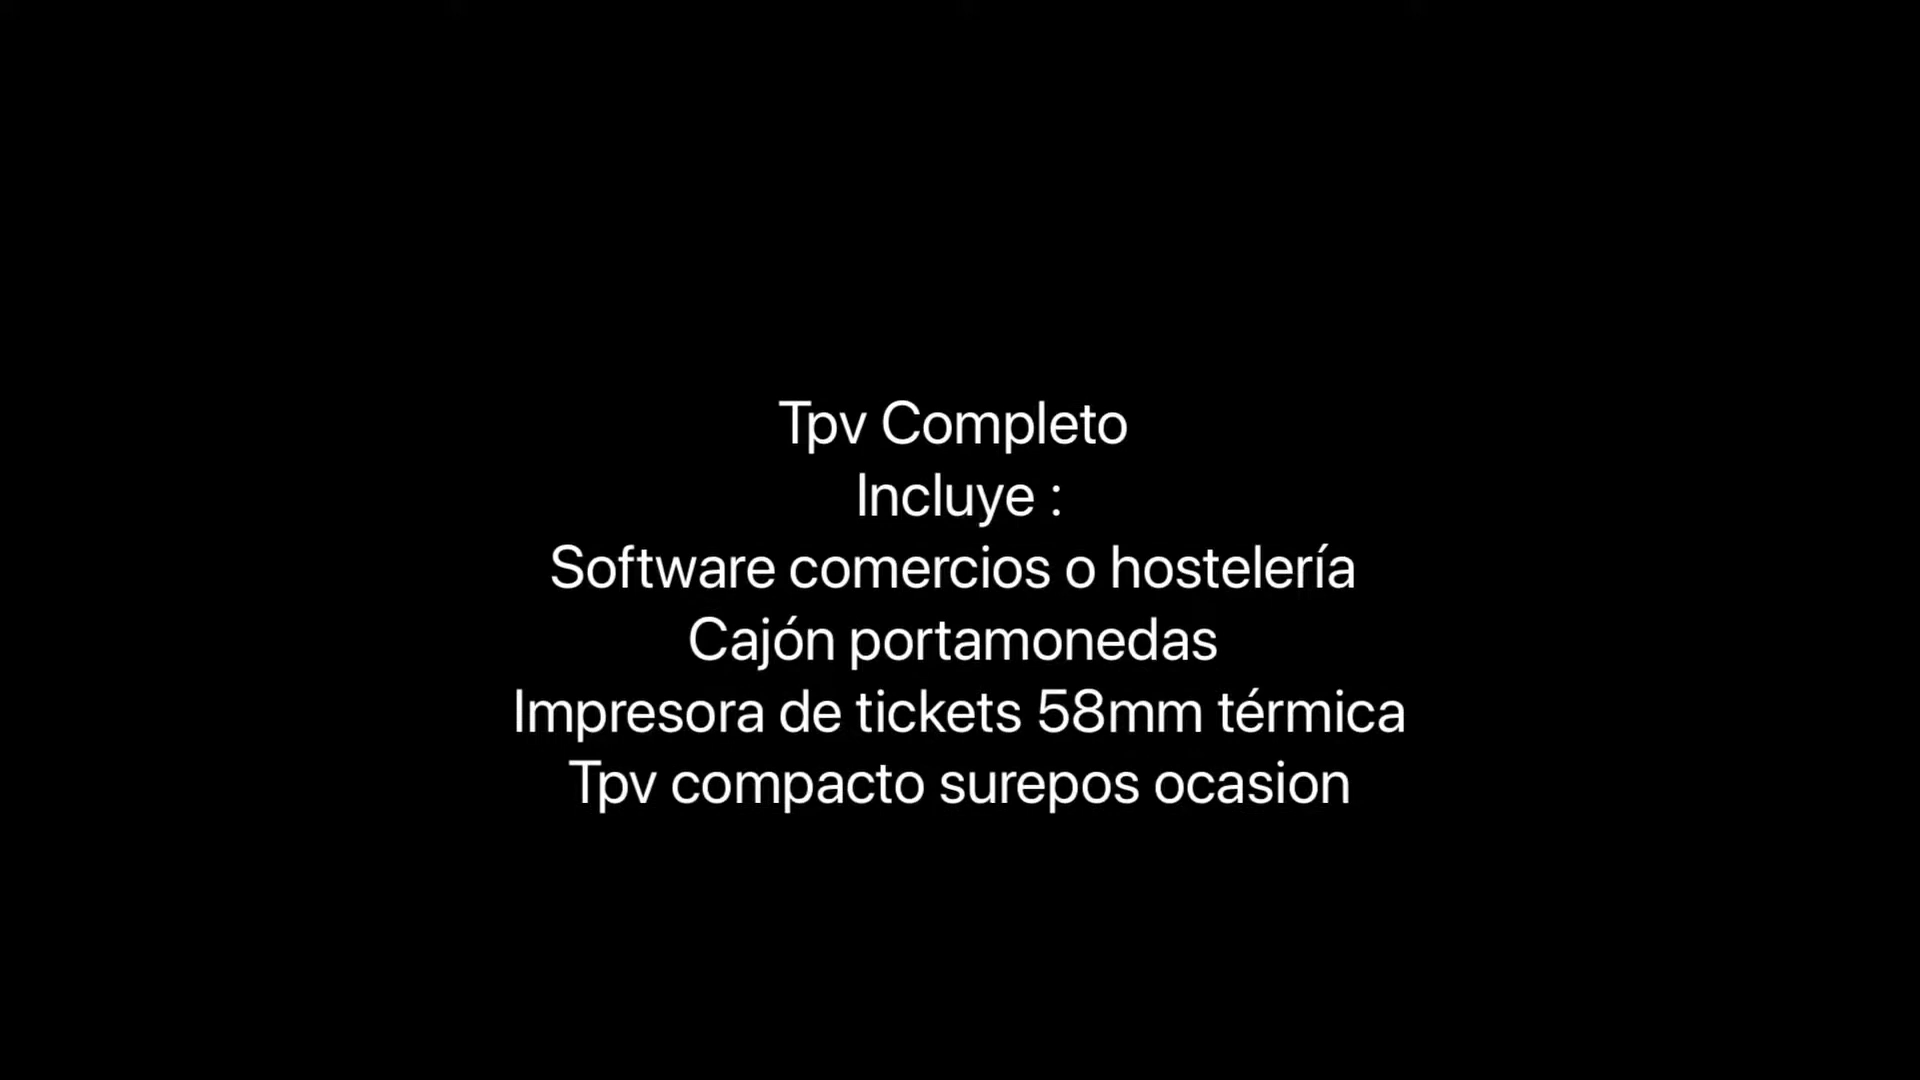 Tpv Completo
Incluye :
Software comercios o hostelería
Cajón portamonedas
Impresora de tickets 58mm térmica
Tpv compacto surepos ocasion